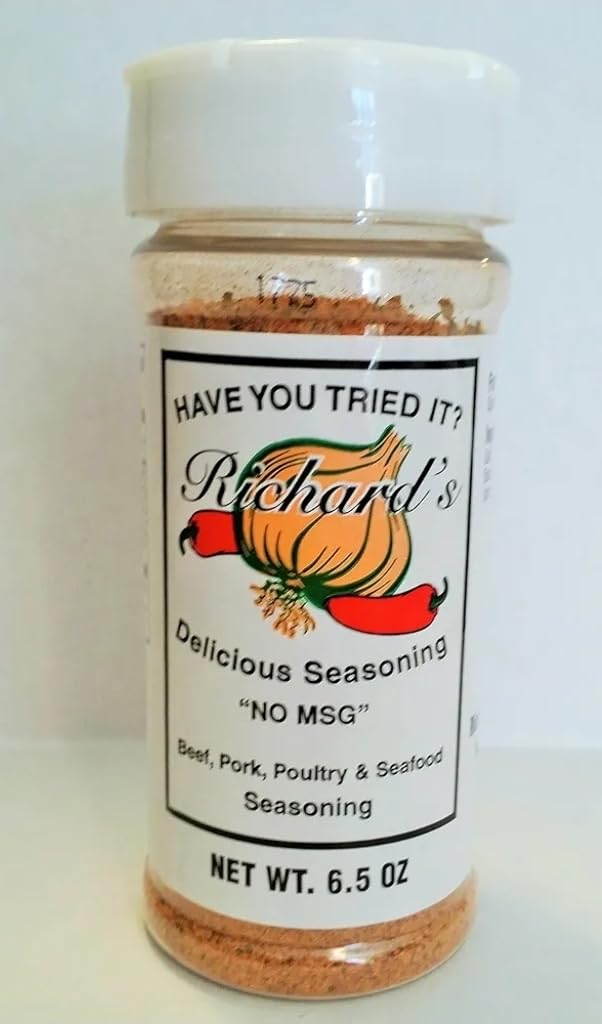 1775
HAVE YOU TRIED IT?
Richard's
Delicious Seasoning
“NO MSG”
Beef, Pork, Poultry & Seafood
Seasoning
NET WT. 6.5 OZ